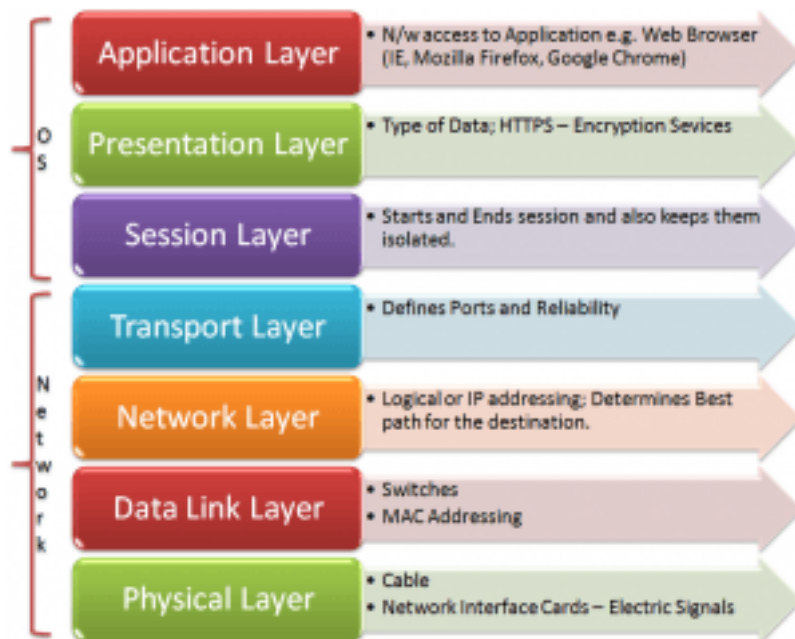 Application Layer
• N/w access to Application e.g. Web Browser
(IE, Mozilla Firefox, Google Chrome)
OS
Presentation Layer
• Type of Data; HTTPS – Encryption Sevices
Session Layer
• Starts and Ends session and also keeps them
isolated.
Transport Layer
• Defines Ports and Reliability
Network
Network Layer
• Logical or IP addressing; Determines Best
path for the destination.
Data Link Layer
• Switches
• MAC Addressing
Physical Layer
• Cable
• Network Interface Cards – Electric Signals